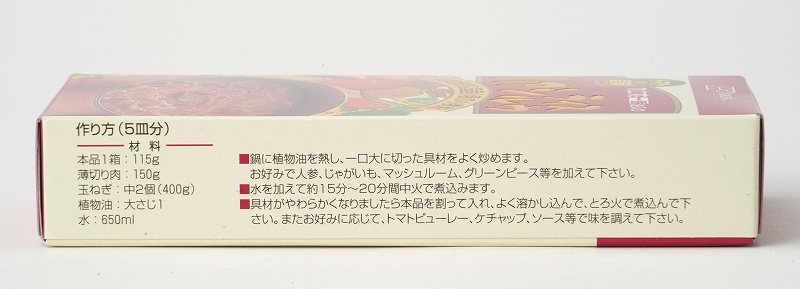 作り方(5皿分)
材料
本品1箱:115g
薄切り肉:150g
玉ねぎ:中2個(400g)
植物油:大さじ1
水:650ml
■鍋に植物油を熱し、一口大に切った具材をよく炒めます。
お好みで人参、じゃがいも、マッシュルーム、グリーンピース等を加えて下さい。
■水を加えて約15分～20分間中火で煮込みます。
■具材がやわらかくなりましたら本品を割って入れ、よく溶かし込んで、とろ火で煮込んで下
さい。またお好みに応じて、トマトピューレー、ケチャップ、ソース等で味を調えて下さい。